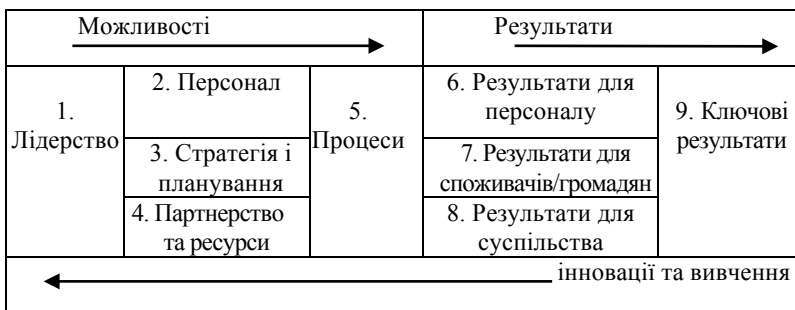 Можливості
Результати
1.
Лідерство
2. Персонал
3. Стратегія і
планування
4. Партнерство
та ресурси
5.
Процеси
6. Результати для
персоналу
7. Результати для
споживачів/громадян
8. Результати для
суспільства
9. Ключові
результати
інновації та вивчення